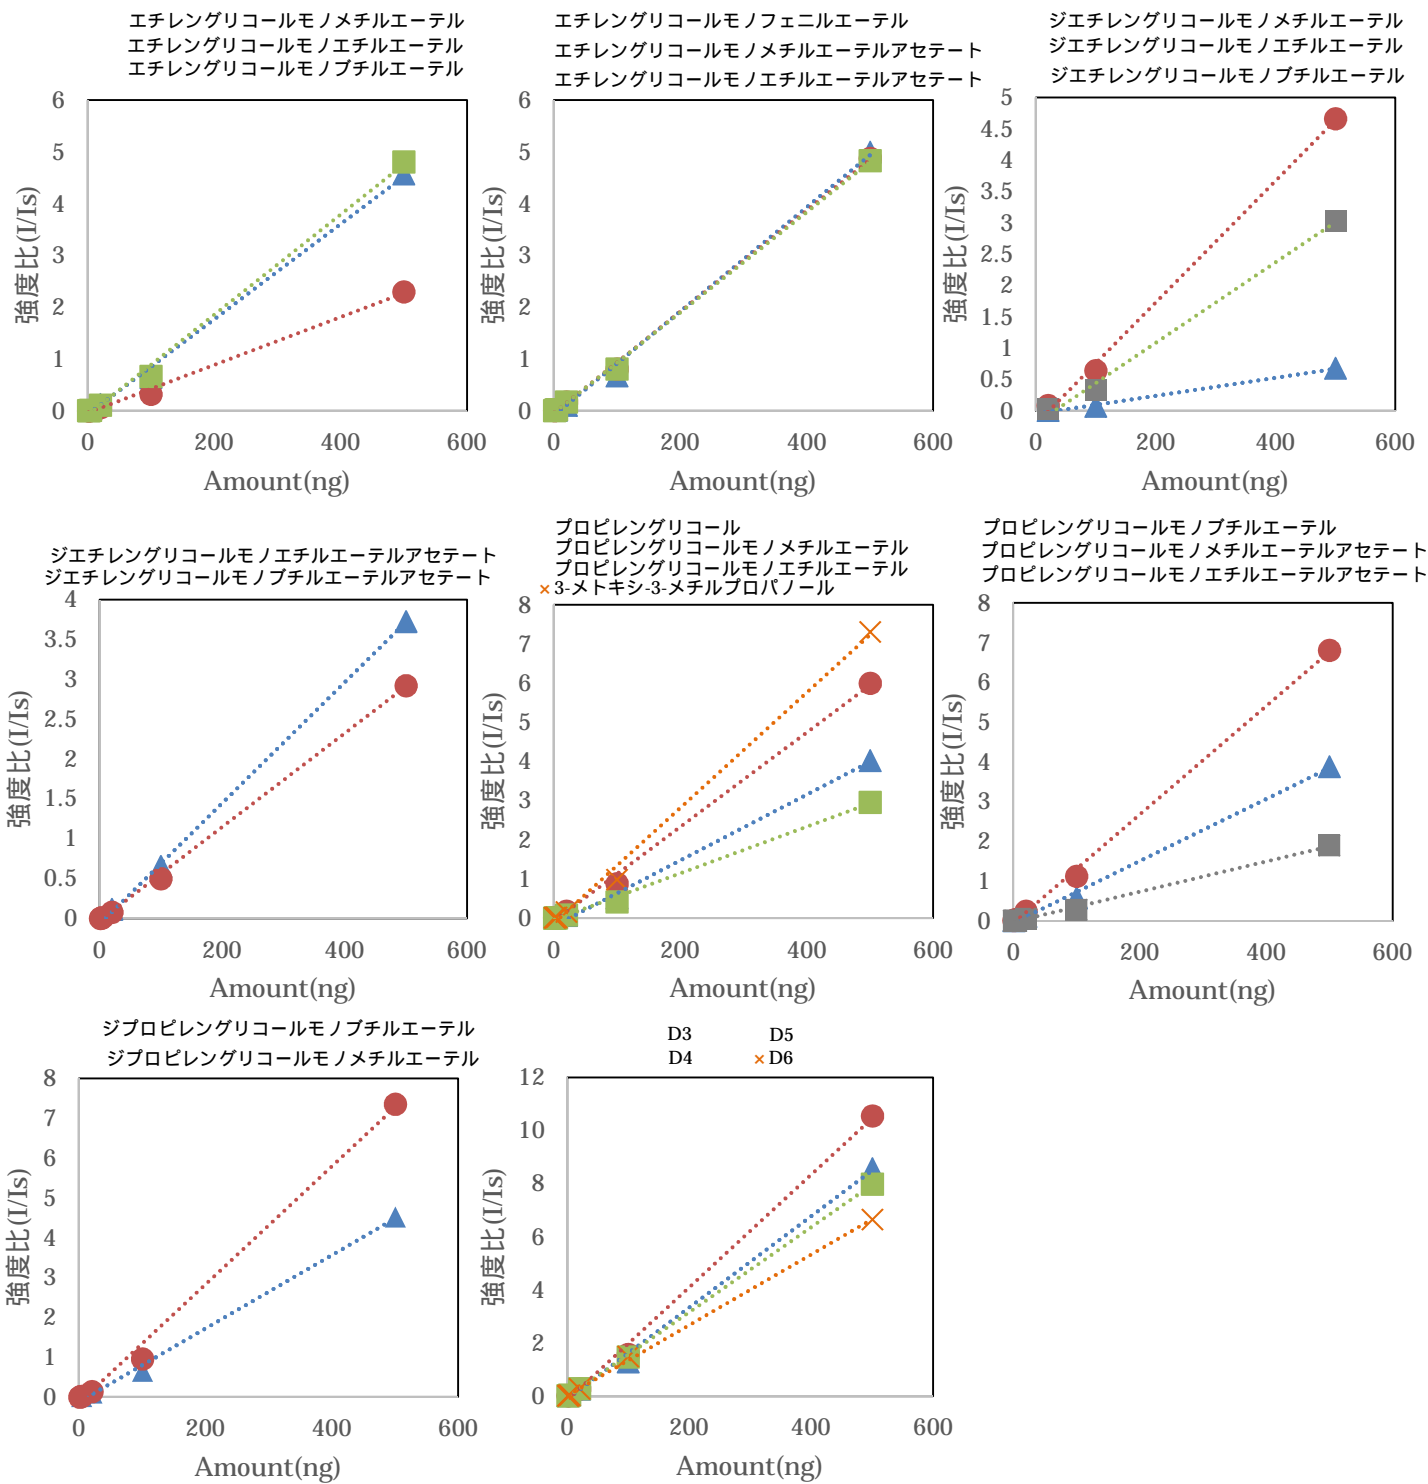 エチレングリコールモノメチルエーテル
エチレングリコールモノエチルエーテル
エチレングリコールモノブチルエーテル
6
5
4
3
2
1
0
強度比(I/Is)
0 200 400 600
Amount(ng)
エチレングリコールモノフェニルエーテル
エチレングリコールモノメチルエーテルアセテート
エチレングリコールモノエチルエーテルアセテート
6
5
4
3
2
1
0
強度比(I/Is)
0 200 400 600
Amount(ng)
ジエチレングリコールモノメチルエーテル
ジエチレングリコールモノエチルエーテル
ジエチレングリコールモノブチルエーテル
5
4.5
4
3.5
3
2.5
2
1.5
1
0.5
0
強度比(I/Is)
0 200 400 600
Amount(ng)
ジエチレングリコールモノエチルエーテルアセテート
ジエチレングリコールモノブチルエーテルアセテート
4
3.5
3
2.5
2
1.5
1
0.5
0
強度比(I/Is)
0 200 400 600
Amount(ng)
プロピレングリコール
プロピレングリコールモノメチルエーテル
プロピレングリコールモノエチルエーテル
3-メトキシ-3-メチルプロパノール
8
7
6
5
4
3
2
1
0
強度比(I/Is)
0 200 400 600
Amount(ng)
プロピレングリコールモノブチルエーテル
プロピレングリコールモノメチルエーテルアセテート
プロピレングリコールモノエチルエーテルアセテート
8
7
6
5
4
3
2
1
0
強度比(I/Is)
0 200 400 600
Amount(ng)
ジプロピレングリコールモノブチルエーテル
ジプロピレングリコールモノメチルエーテル
8
7
6
5
4
3
2
1
0
強度比(I/Is)
0 200 400 600
Amount(ng)
D3 D5
D4 D6
12
10
8
6
4
2
0
強度比(I/Is)
0 200 400 600
Amount(ng)